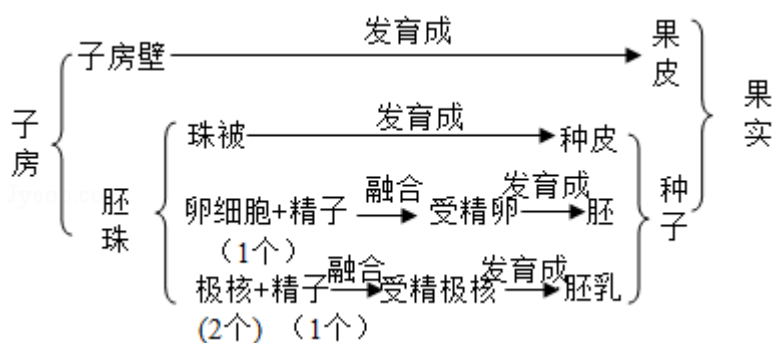 子房
子房壁 发育成 果皮
果实
胚珠
珠被 发育成 种皮
种子
卵细胞+精子 融合 受精卵 发育成 胚
(1个)
极核+精子 融合 受精极核 发育成 胚乳
(2个) (1个)